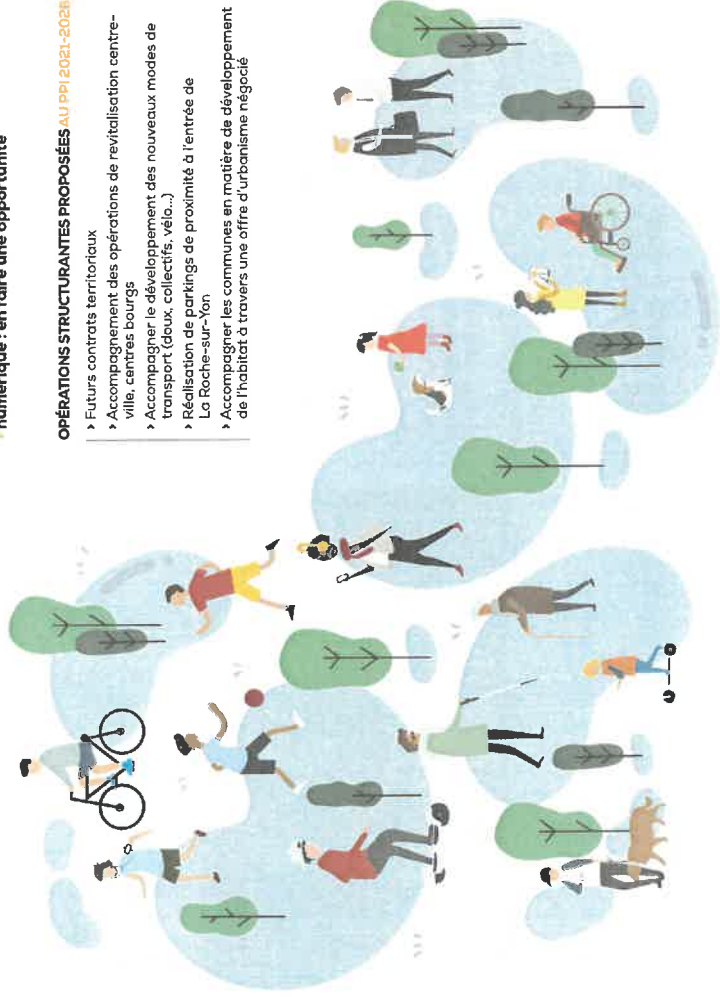 numérique : en faire une opportunité
OPÉRATIONS STRUCTURANTES PROPOSÉES AU PPI 2021-2026
› Futurs contrats territoriaux
› Accompagnement des opérations de revitalisation centre-
ville, centres bourgs
› Accompagner le développement des nouveaux modes de
transport (doux, collectifs, vélo...)
› Réalisation de parkings de proximité à l'entrée de
La Roche-sur-Yon
› Accompagner les communes en matière de développement
de l'habitat à travers une offre d'urbanisme négocié